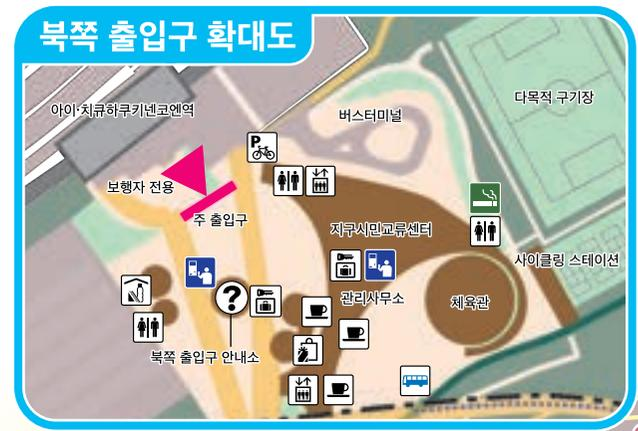 북쪽 출입구 확대도
아이·치큐하쿠키넨코엔역
버스터미널
다목적 구기장
P
보행자 전용
주 출입구
지구시민교류센터
사이클링 스테이션
관리사무소
체육관
?
북쪽 출입구 안내소